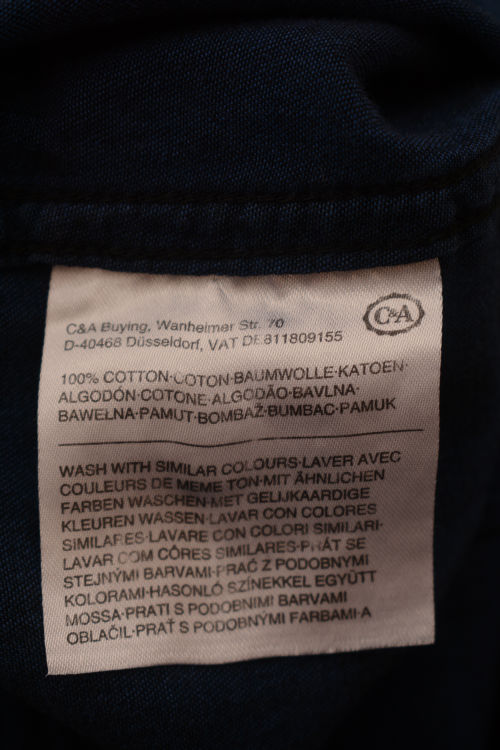 C&A Buying, Wanheimer Str. 70
D-40468 Düsseldorf, VAT DE811809155
C&A
100% COTTON·COTON·BAUMWOLLE·KATOEN·
ALGODÓN·COTONE·ALGODÃO·BAVLNA·
BAWEŁNA·PAMUT·BOMBAŽ·BUMBAC·PAMUK
WASH WITH SIMILAR COLOURS·LAVER AVEC
COULEURS DE MEME TON·MIT ÄHNLICHEN
FARBEN WASCHEN·MET GELIJKAARDIGE
KLEUREN WASSEN·LAVAR CON COLORES
SIMILARES·LAVARE CON COLORI SIMILARI·
LAVAR COM CÔRES SIMILARES·PRÁT SE
STEJNÝMI BARVAMI·PRAĆ Z PODOBNYMI
KOLORAMI·HASONLÓ SZÍNEKKEL EGYÜTT
MOSSA·PRATI S PODOBNIMI BARVAMI
OBLAČIL·PRAŤ S PODOBNÝMI FARBAMI·A